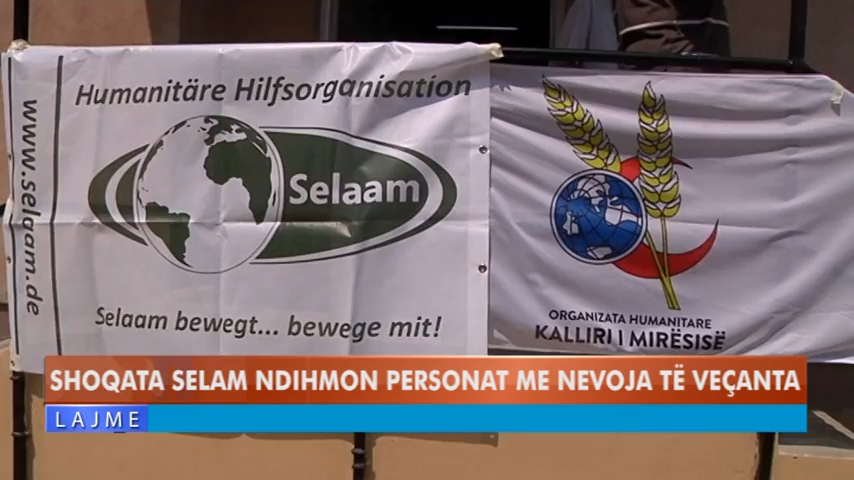 www.selaam.de
Humanitäre Hilfsorganisation
Selaam
Selaam bewegt... bewege mit!
ORGANIZATA HUMANITARE
KALLIRI I MIRËSISË
SHOQATA SELAM NDIHMON PERSONAT ME NEVOJA TË VEÇANTA
LAJME